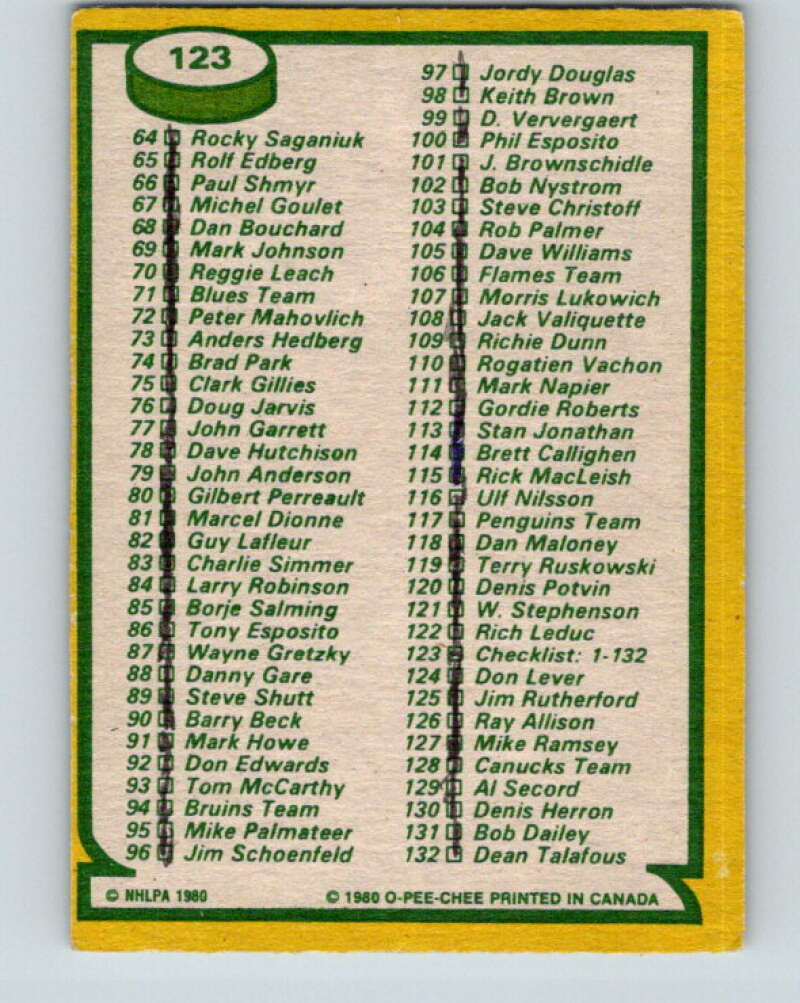 123
64 Rocky Saganiuk
65 Rolf Edberg
66 Paul Shmyr
67 Michel Goulet
68 Dan Bouchard
69 Mark Johnson
70 Reggie Leach
71 Blues Team
72 Peter Mahovlich
73 Anders Hedberg
74 Brad Park
75 Clark Gillies
76 Doug Jarvis
77 John Garrett
78 Dave Hutchison
79 John Anderson
80 Gilbert Perreault
81 Marcel Dionne
82 Guy Lafleur
83 Charlie Simmer
84 Larry Robinson
85 Borje Salming
86 Tony Esposito
87 Wayne Gretzky
88 Danny Gare
89 Steve Shutt
90 Barry Beck
91 Mark Howe
92 Don Edwards
93 Tom McCarthy
94 Bruins Team
95 Mike Palmateer
96 Jim Schoenfeld
97 Jordy Douglas
98 Keith Brown
99 D. Ververgaert
100 Phil Esposito
101 J. Brownschidle
102 Bob Nystrom
103 Steve Christoff
104 Rob Palmer
105 Dave Williams
106 Flames Team
107 Morris Lukowich
108 Jack Valiquette
109 Richie Dunn
110 Rogatien Vachon
111 Mark Napier
112 Gordie Roberts
113 Stan Jonathan
114 Brett Callighen
115 Rick MacLeish
116 Ulf Nilsson
117 Penguins Team
118 Dan Maloney
119 Terry Ruskowski
120 Denis Potvin
121 W. Stephenson
122 Rich Leduc
123 Checklist: 1-132
124 Don Lever
125 Jim Rutherford
126 Ray Allison
127 Mike Ramsey
128 Canucks Team
129 Al Secord
130 Denis Herron
131 Bob Dailey
132 Dean Talafous
© NHLPA 1980
© 1980 O-PEE-CHEE PRINTED IN CANADA